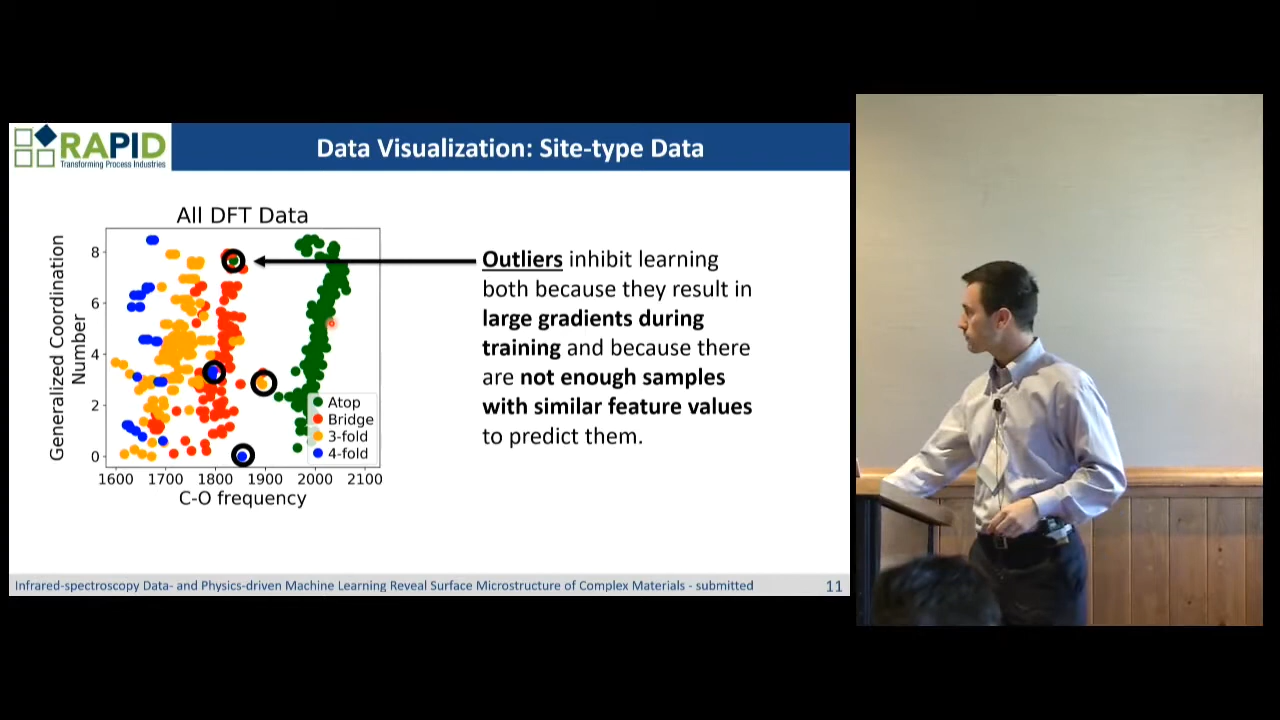 RAPID
Transforming Process Industries
Data Visualization: Site-type Data
All DFT Data
Generalized Coordination
Number
8
6
4
2
0
1600 1700 1800 1900 2000 2100
C-O frequency
Atop
Bridge
3-fold
4-fold
Outliers inhibit learning
both because they result in
large gradients during
training and because there
are not enough samples
with similar feature values
to predict them.
Infrared-spectroscopy Data- and Physics-driven Machine Learning Reveal Surface Microstructure of Complex Materials - submitted
11